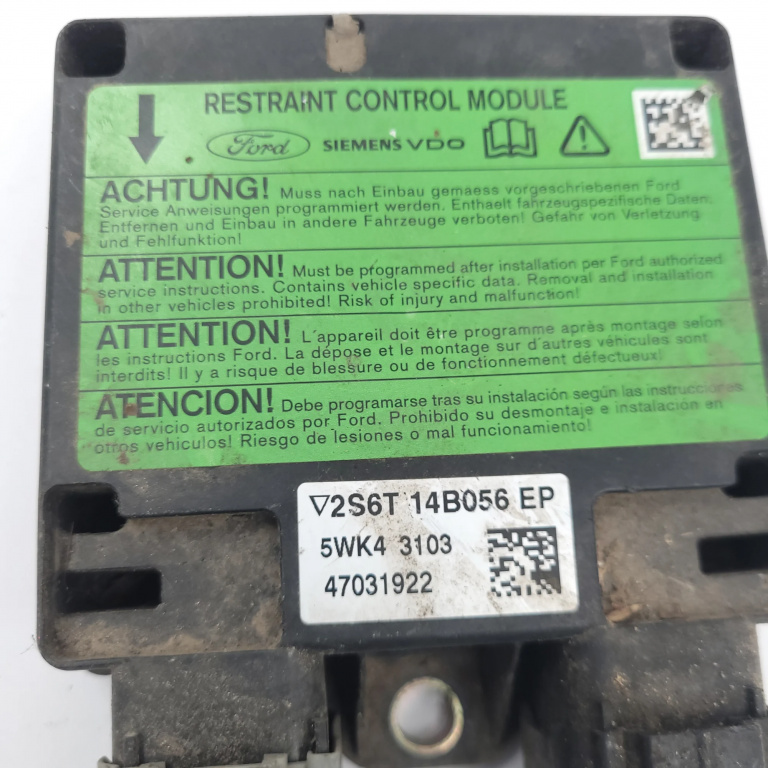 RESTRAINT CONTROL MODULE
Ford SIEMENS VDO
ACHTUNG! Muss nach Einbau gemaess vorgeschriebenen Ford
Service Anweisungen programmiert werden. Enthaelt fahrzeugspezifische Daten.
Entfernen und Einbau in andere Fahrzeuge verboten! Gefahr von Verletzung
und Fehlfunktion!
ATTENTION! Must be programmed after installation per Ford authorized
service instructions. Contains vehicle specific data. Removal and installation
in other vehicles prohibited! Risk of injury and malfunction!
ATTENTION! L'appareil doit être programme après montage selon
les instructions Ford. La dépose et le montage sur d'autres véhicules sont
interdits! Il y a risque de blessure ou de fonctionnement défectueux!
ATENCION! Debe programarse tras su instalación según las instrucciones
de servicio autorizados por Ford. Prohibido su desmontaje e instalación en
otros vehiculos! Riesgo de lesiones o mal funcionamiento!
▽2S6T 14B056 EP
5WK4 3103
47031922